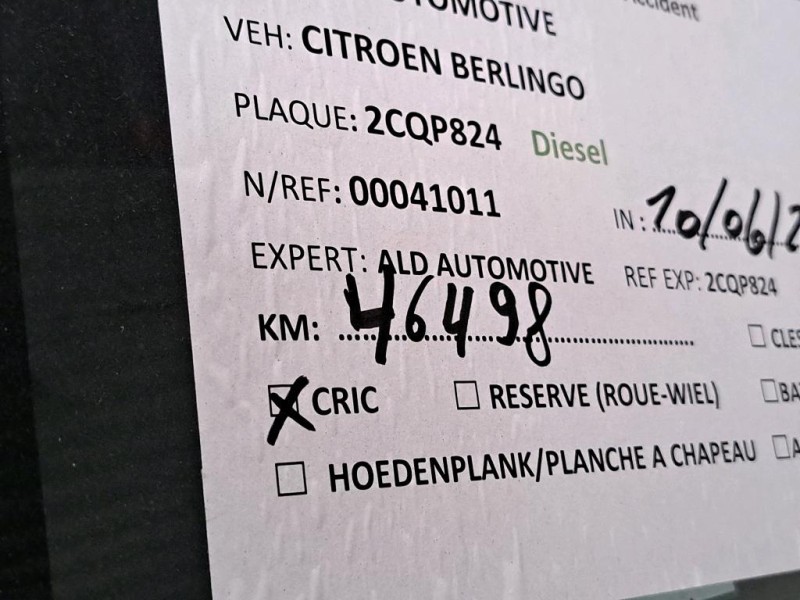 AUTOMOTIVE
VEH: CITROEN BERLINGO
PLAQUE: 2CQP824 Diesel
N/REF: 00041011
IN : 10/06/2
EXPERT: ALD AUTOMOTIVE REF EXP: 2CQP824
KM: 46498
CRIC RESERVE (ROUE-WIEL)
HOEDENPLANK/PLANCHE A CHAPEAU